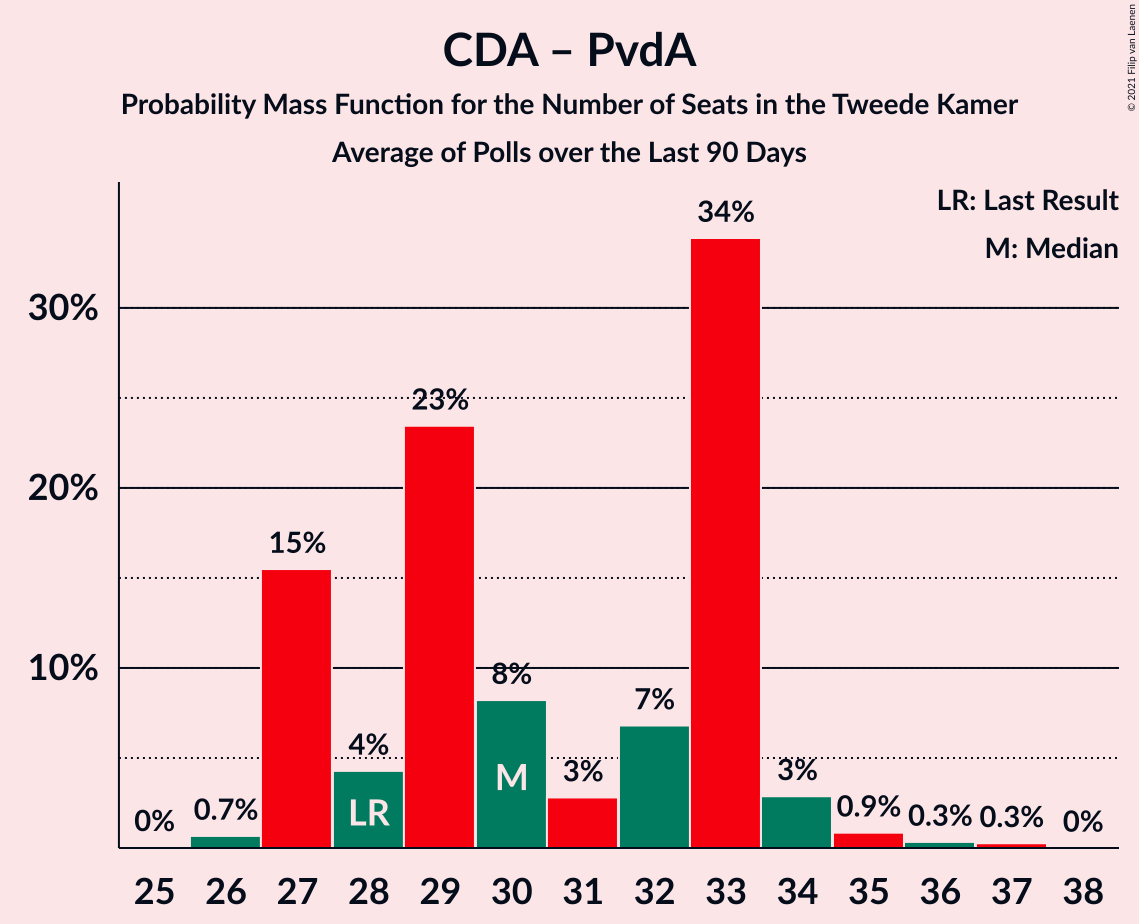 CDA – PvdA
Probability Mass Function for the Number of Seats in the Tweede Kamer
Average of Polls over the Last 90 Days
© 2021 Filip van Laenen
LR: Last Result
M: Median
34%
30%
23%
20%
15%
10%
8%
7%
4%
3%
3%
0%
0.7%
0.9%
0.3%
0.3%
0%
LR
M
25 26 27 28 29 30 31 32 33 34 35 36 37 38